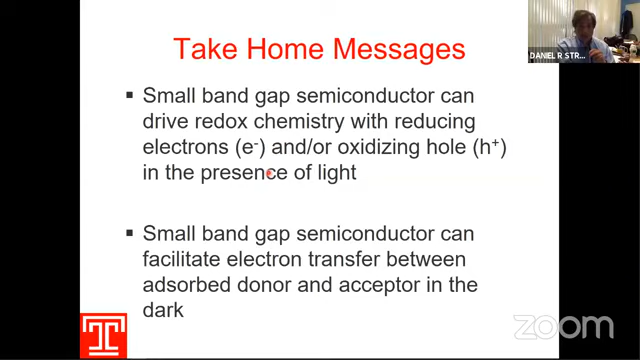 DANIEL R STR...
Take Home Messages
▪ Small band gap semiconductor can
drive redox chemistry with reducing
electrons (e⁻) and/or oxidizing hole (h⁺)
in the presence of light
▪ Small band gap semiconductor can
facilitate electron transfer between
adsorbed donor and acceptor in the
dark
T
zoom